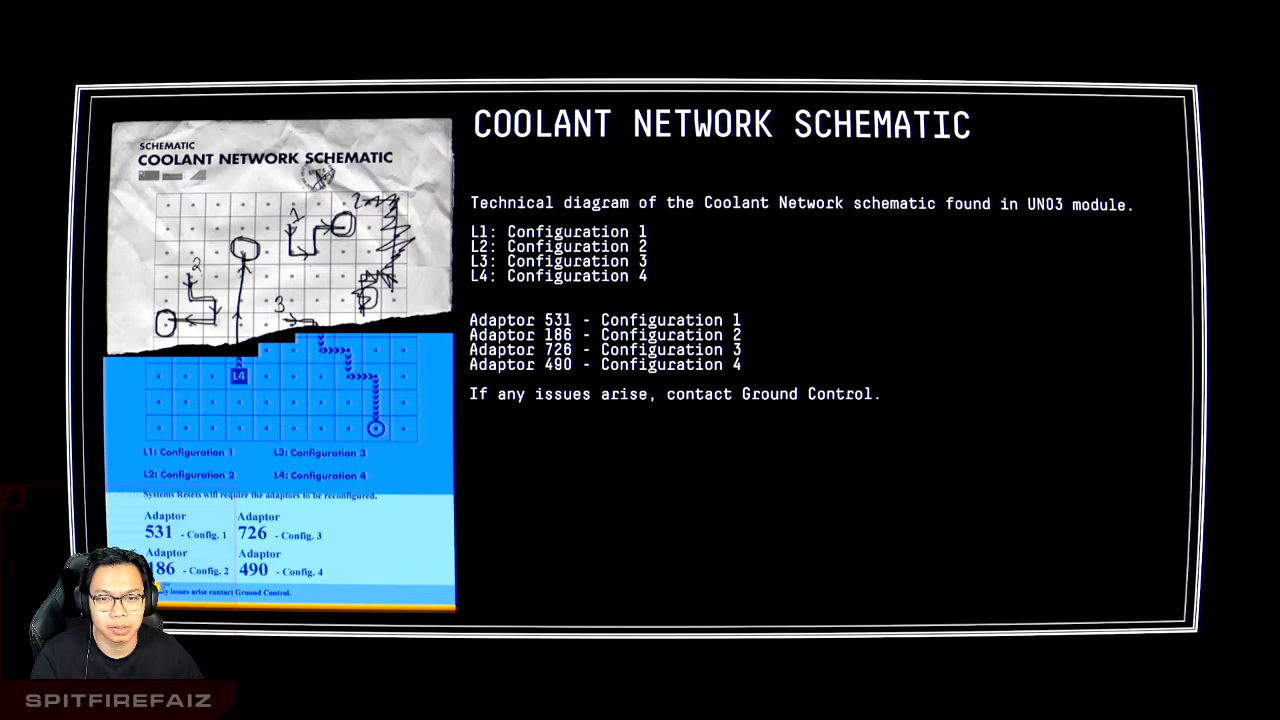 SCHEMATIC
COOLANT NETWORK SCHEMATIC
1
2
2
3
L4
L1: Configuration 1
L3: Configuration 3
L2: Configuration 2
L4: Configuration 4
Systems Resets will require the adaptors to be reconfigured.
Adaptor
531 - Config. 1
Adaptor
726 - Config. 3
Adaptor
186 - Config. 2
Adaptor
490 - Config. 4
issues arise contact Ground Control.
COOLANT NETWORK SCHEMATIC
Technical diagram of the Coolant Network schematic found in UNO3 module.
L1: Configuration 1
L2: Configuration 2
L3: Configuration 3
L4: Configuration 4
Adaptor 531 - Configuration 1
Adaptor 186 - Configuration 2
Adaptor 726 - Configuration 3
Adaptor 490 - Configuration 4
If any issues arise, contact Ground Control.
SPITFIREFAIZ